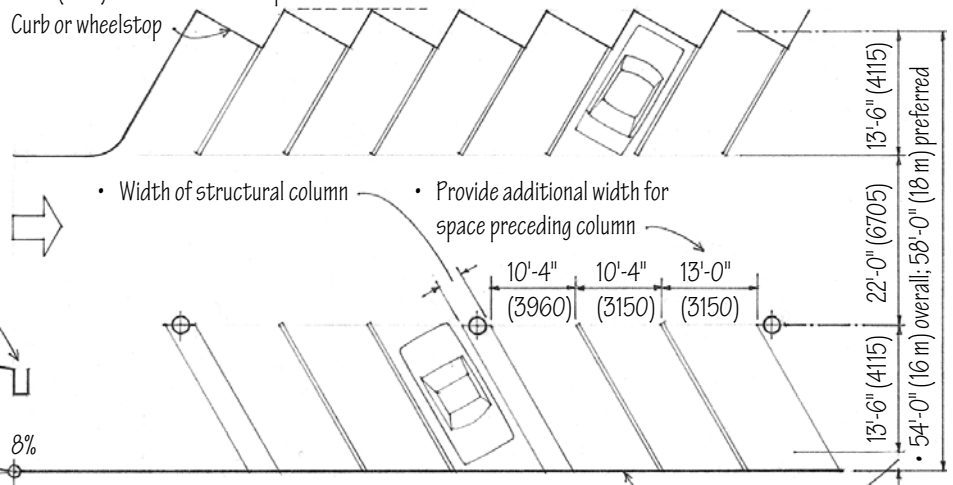 Curb or wheelstop
13'-6" (4115)
• Width of structural column
• Provide additional width for
space preceding column
10'-4" 10'-4" 13'-0"
(3960) (3150) (3150)
22'-0" (6705)
13'-6" (4115)
• 54'-0" (16 m) overall; 58'-0" (18 m) preferred
8%